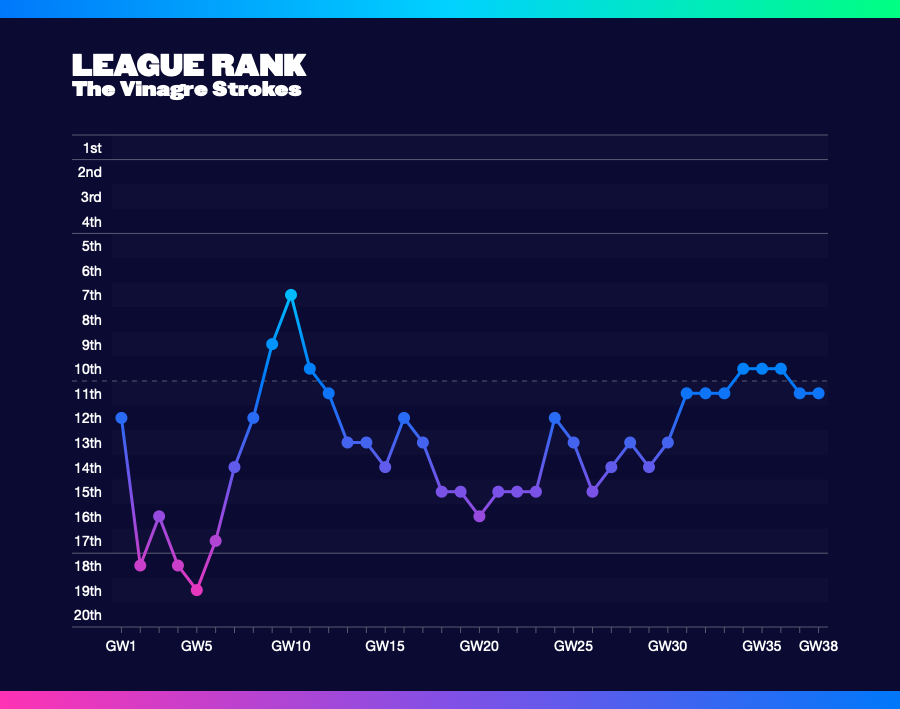 LEAGUE RANK
The Vinagre Strokes
1st
2nd
3rd
4th
5th
6th
7th
8th
9th
10th
11th
12th
13th
14th
15th
16th
17th
18th
19th
20th
GW1 GW5 GW10 GW15 GW20 GW25 GW30 GW35 GW38